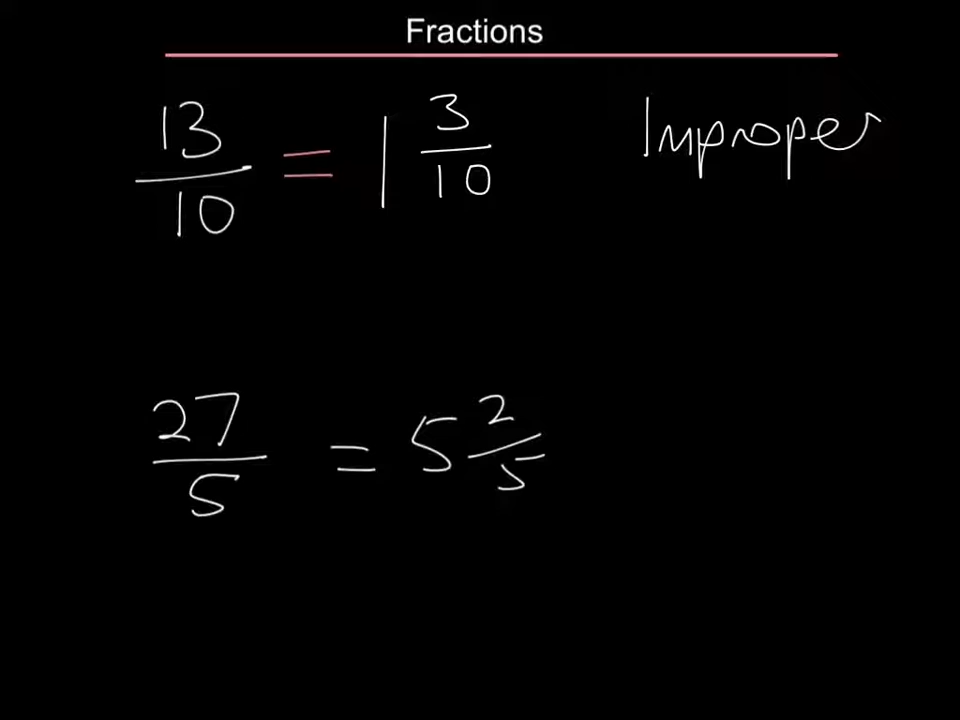 Fractions
13/10 = 1 3/10 Improper
27/5 = 5 2/5